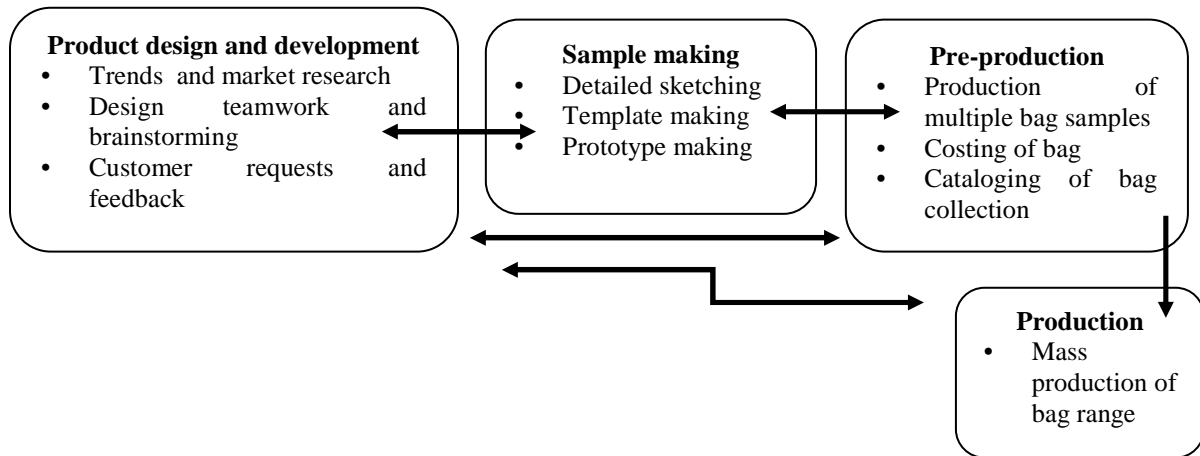 Product design and development
• Trends and market research
• Design teamwork and
brainstorming
• Customer requests and
feedback
Sample making
• Detailed sketching
• Template making
• Prototype making
Pre-production
• Production of
multiple bag samples
• Costing of bag
• Cataloging of bag
collection
Production
• Mass
production of
bag range